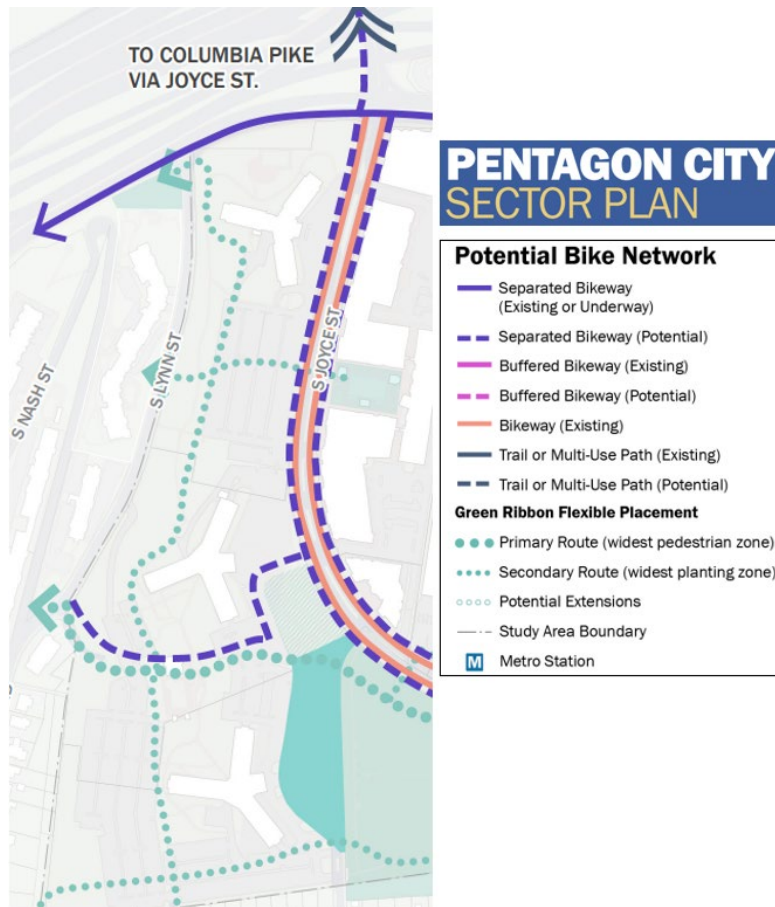 TO COLUMBIA PIKE
VIA JOYCE ST.
S JOYCE ST
S LYNN ST
S NASH ST
PENTAGON CITY
SECTOR PLAN
Potential Bike Network
Separated Bikeway
(Existing or Underway)
Separated Bikeway (Potential)
Buffered Bikeway (Existing)
Buffered Bikeway (Potential)
Bikeway (Existing)
Trail or Multi-Use Path (Existing)
Trail or Multi-Use Path (Potential)
Green Ribbon Flexible Placement
Primary Route (widest pedestrian zone)
Secondary Route (widest planting zone)
Potential Extensions
Study Area Boundary
M Metro Station